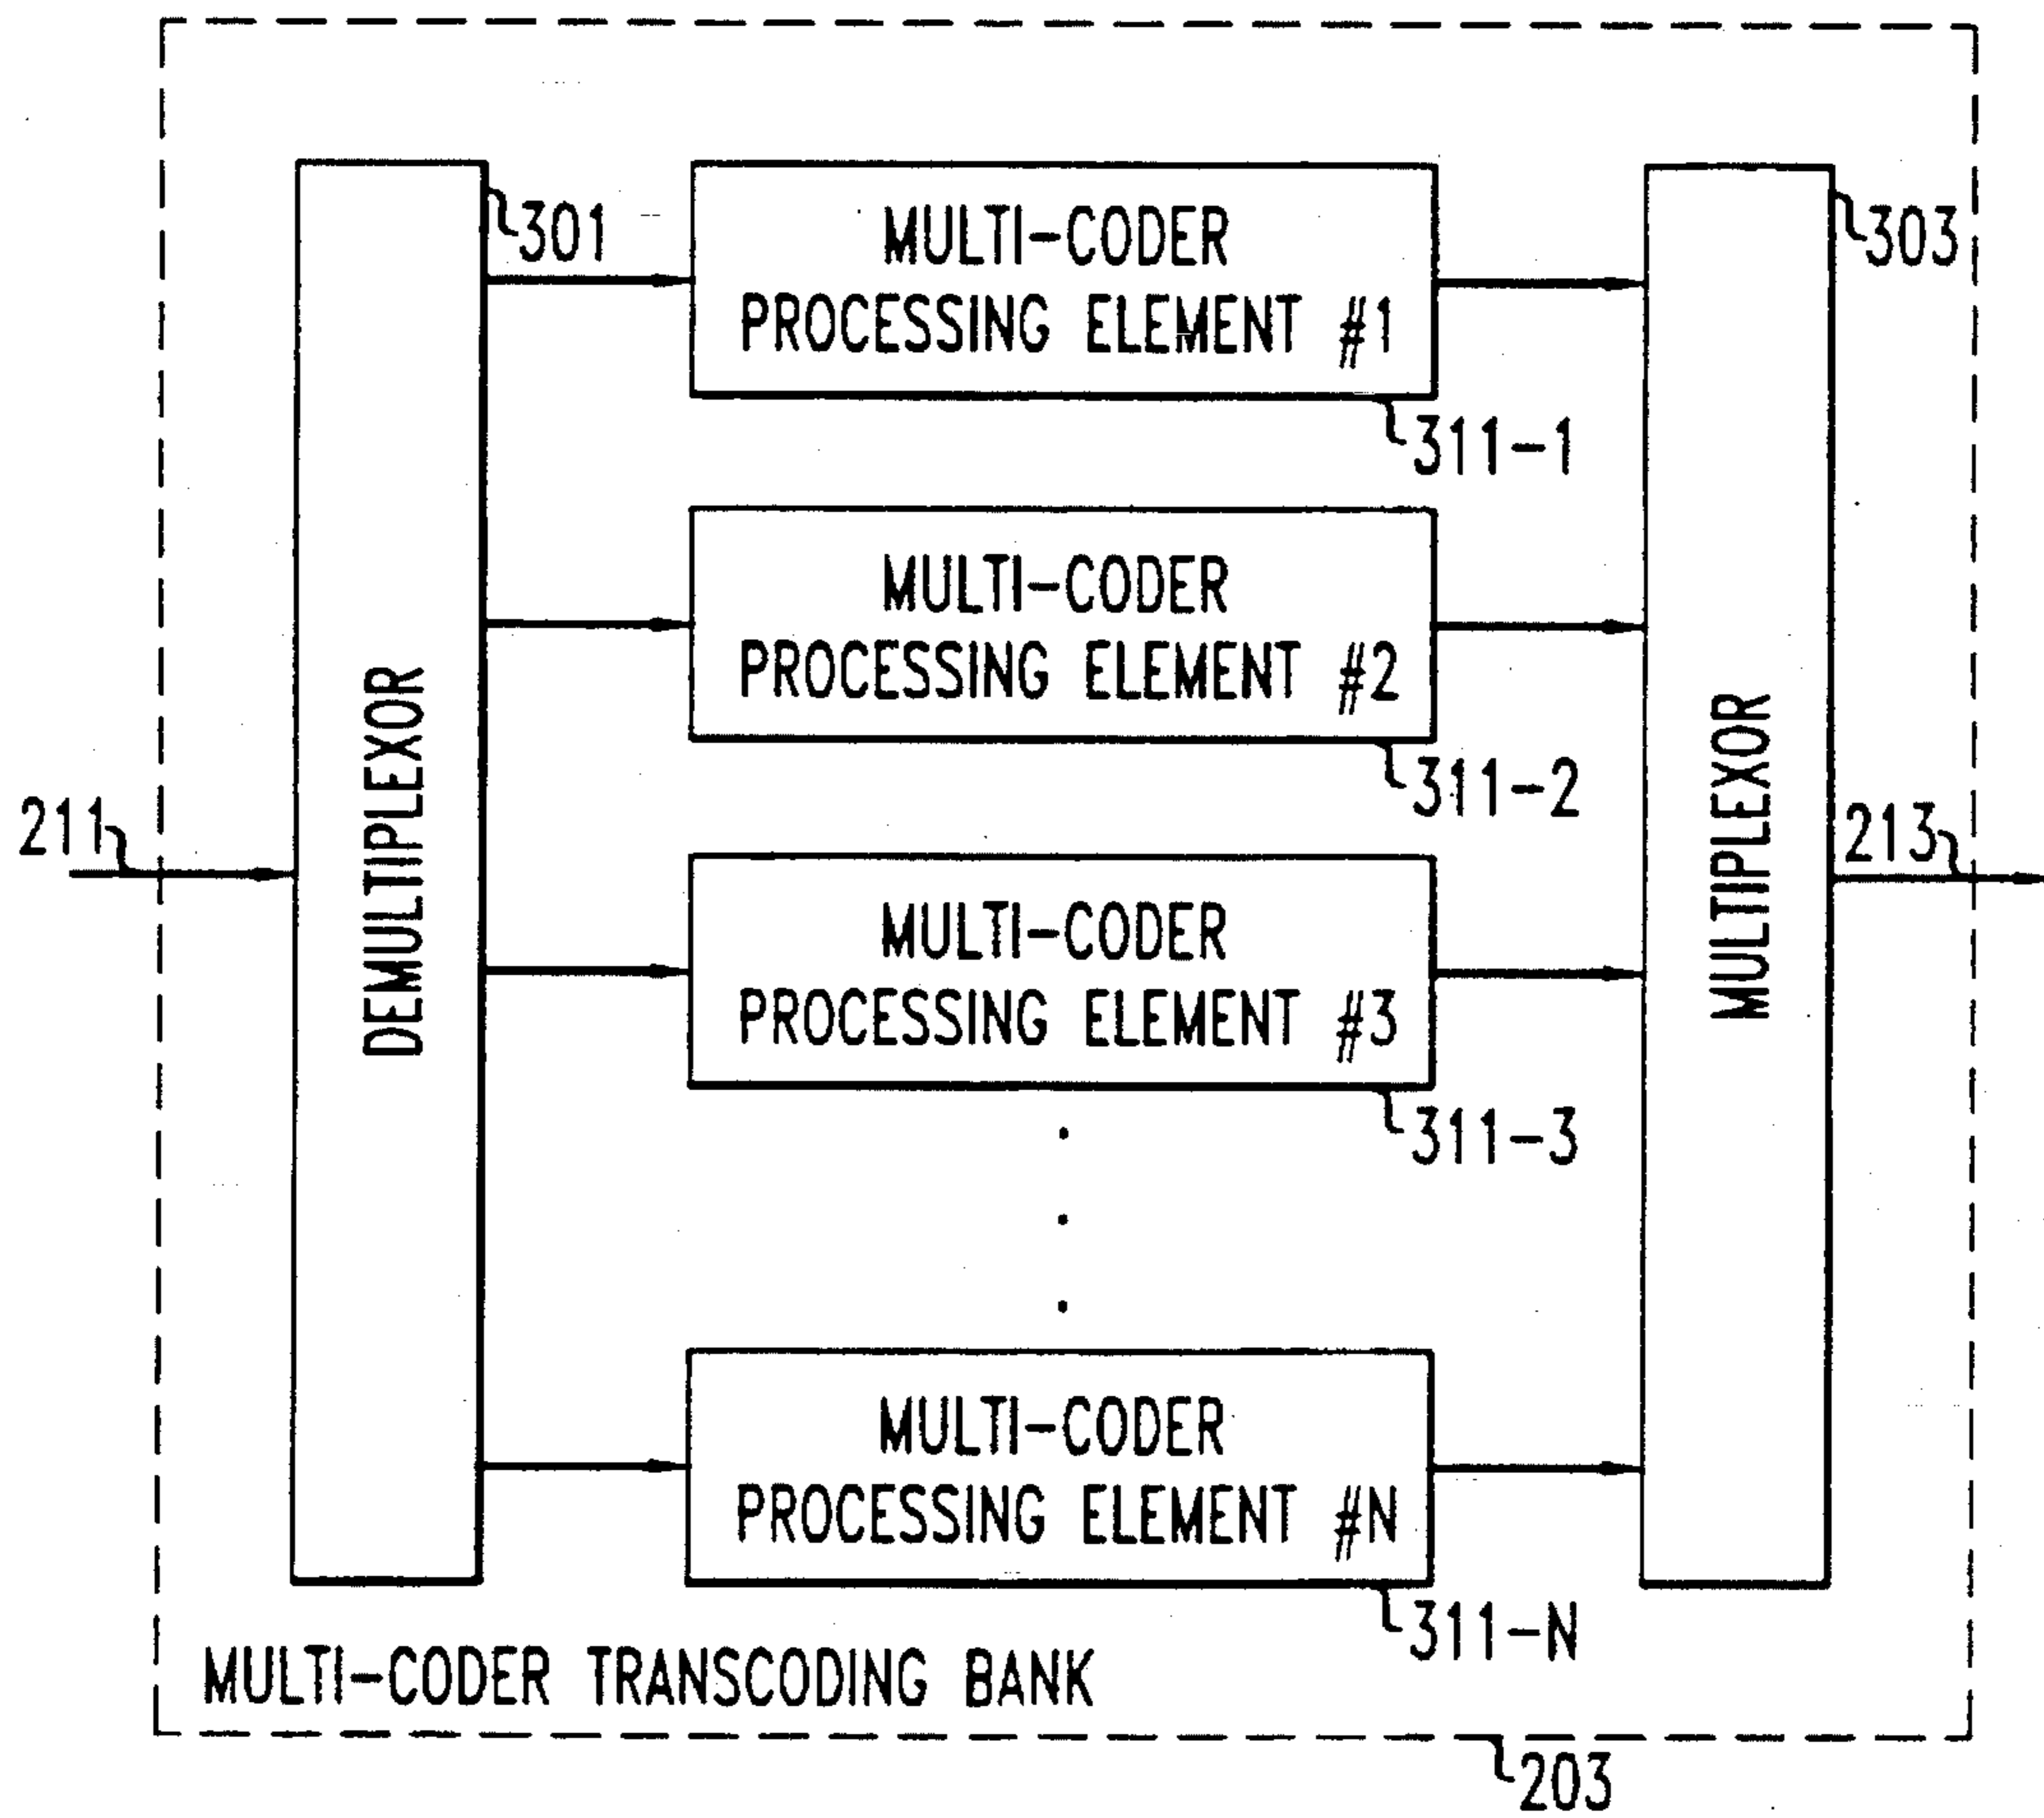 301
MULTI-CODER
PROCESSING ELEMENT #1
303
311-1
MULTI-CODER
PROCESSING ELEMENT #2
311-2
DEMULTIPLEXOR
MULTIPLEXOR
211
213
MULTI-CODER
PROCESSING ELEMENT #3
311-3
MULTI-CODER
PROCESSING ELEMENT #N
311-N
MULTI-CODER TRANSCODING BANK
203